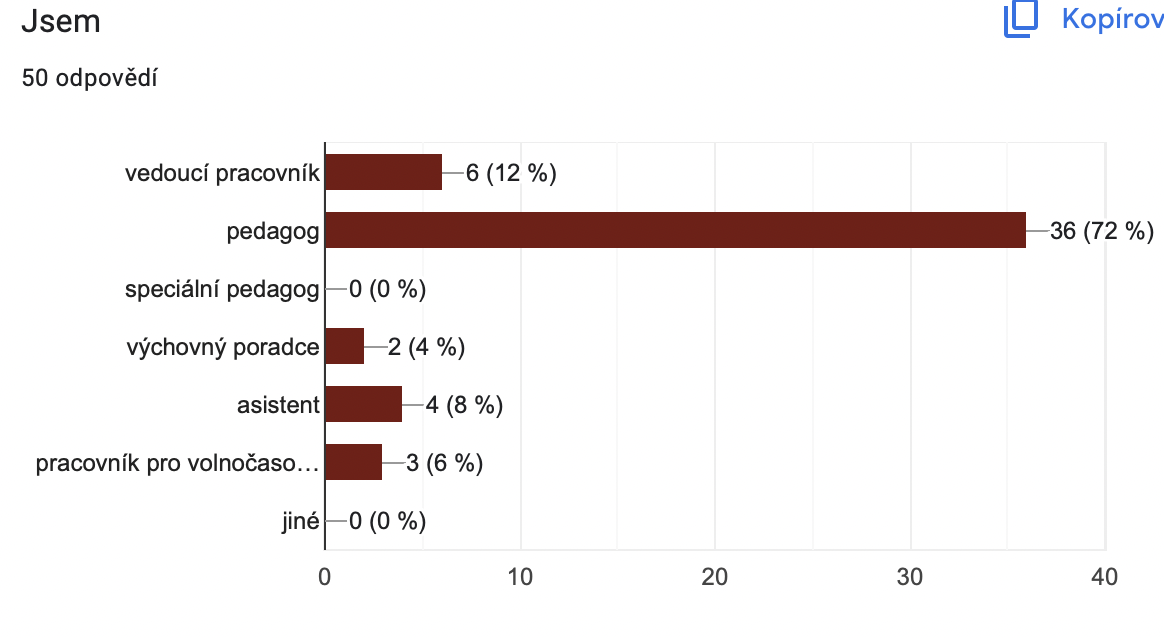 Jsem
Kopírov
50 odpovědí
vedoucí pracovník 6 (12 %)
pedagog 36 (72 %)
speciální pedagog 0 (0 %)
výchovný poradce 2 (4 %)
asistent 4 (8 %)
pracovník pro volnočaso… 3 (6 %)
jiné 0 (0 %)
0 10 20 30 40